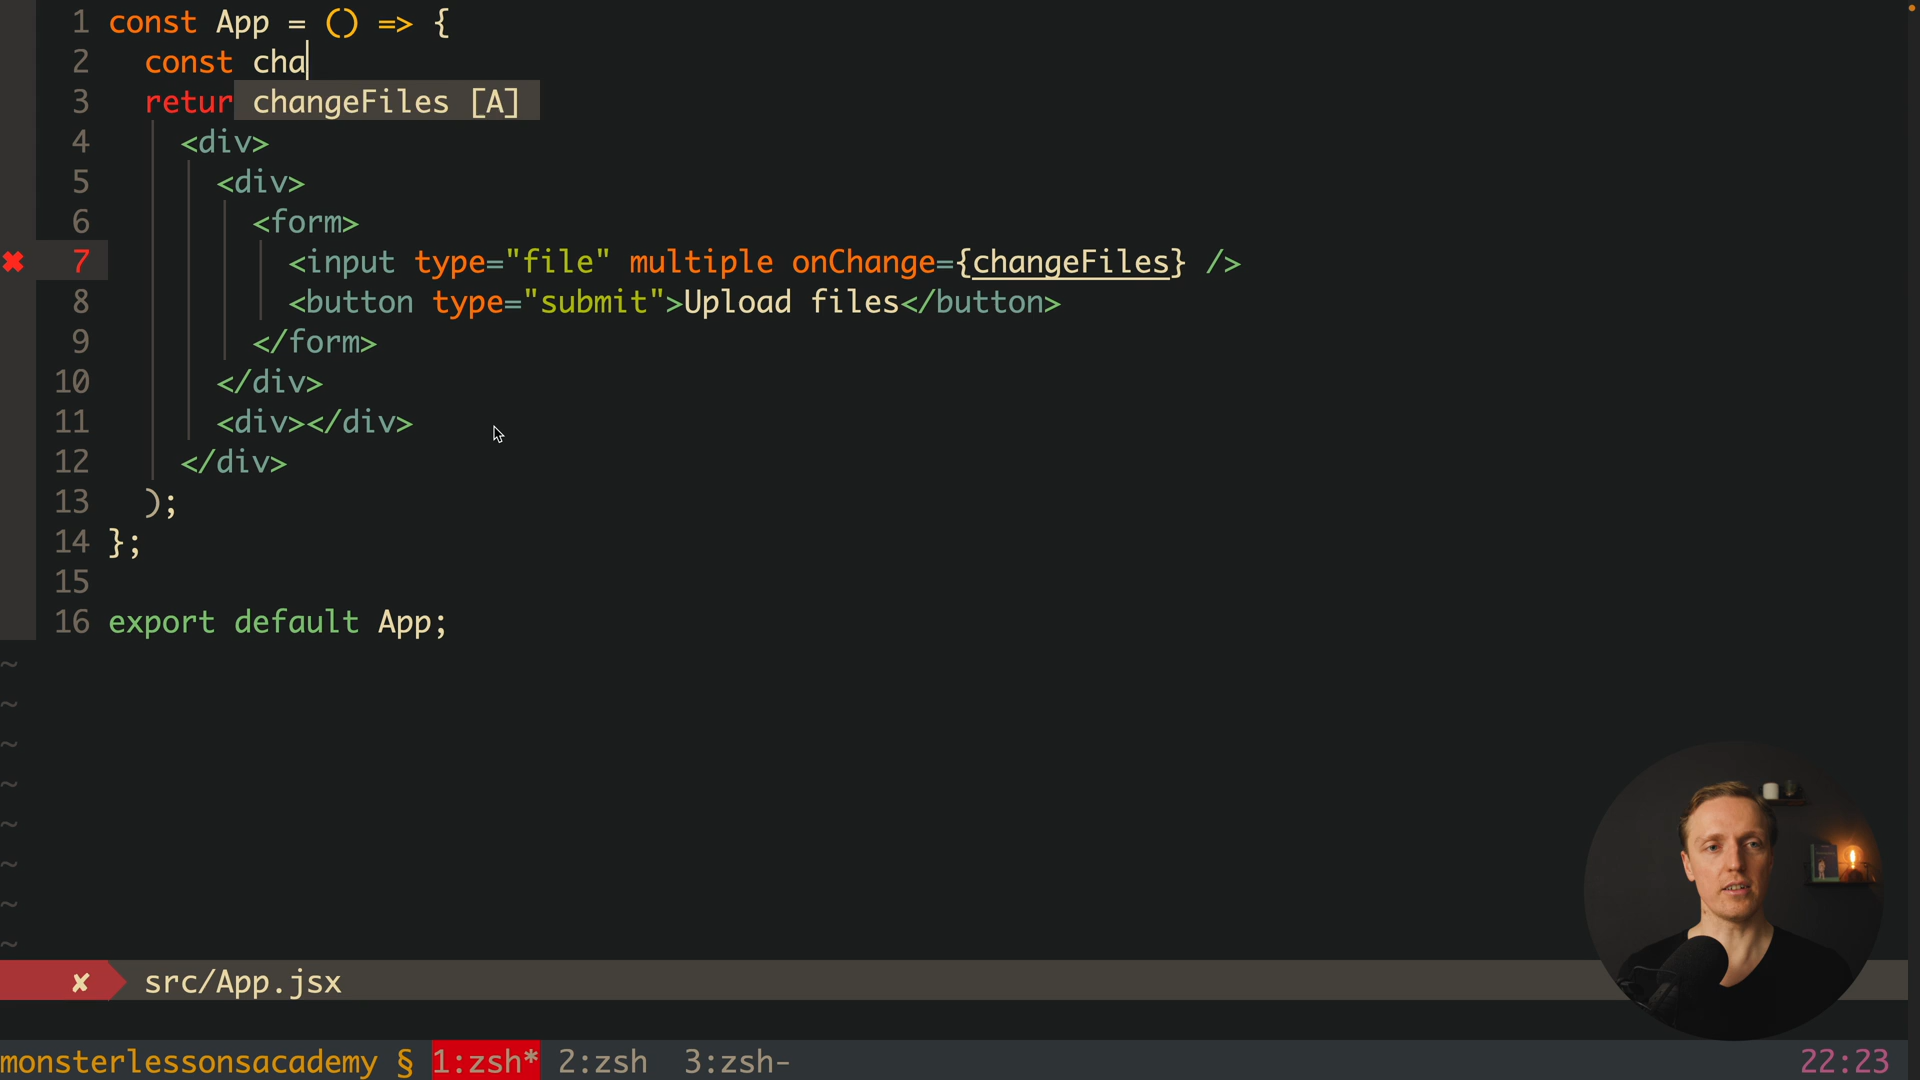 1 const App = () => {
2 const cha
3 retur changeFiles [A]
4 <div>
5 <div>
6 <form>
7 <input type="file" multiple onChange={changeFiles} />
8 <button type="submit">Upload files</button>
9 </form>
10 </div>
11 <div></div>
12 </div>
13 );
14 };
15
16 export default App;
~
~
~
~
~
~
~
~
✘ src/App.jsx
monsterlessonsacademy § 1:zsh* 2:zsh 3:zsh- 22:23